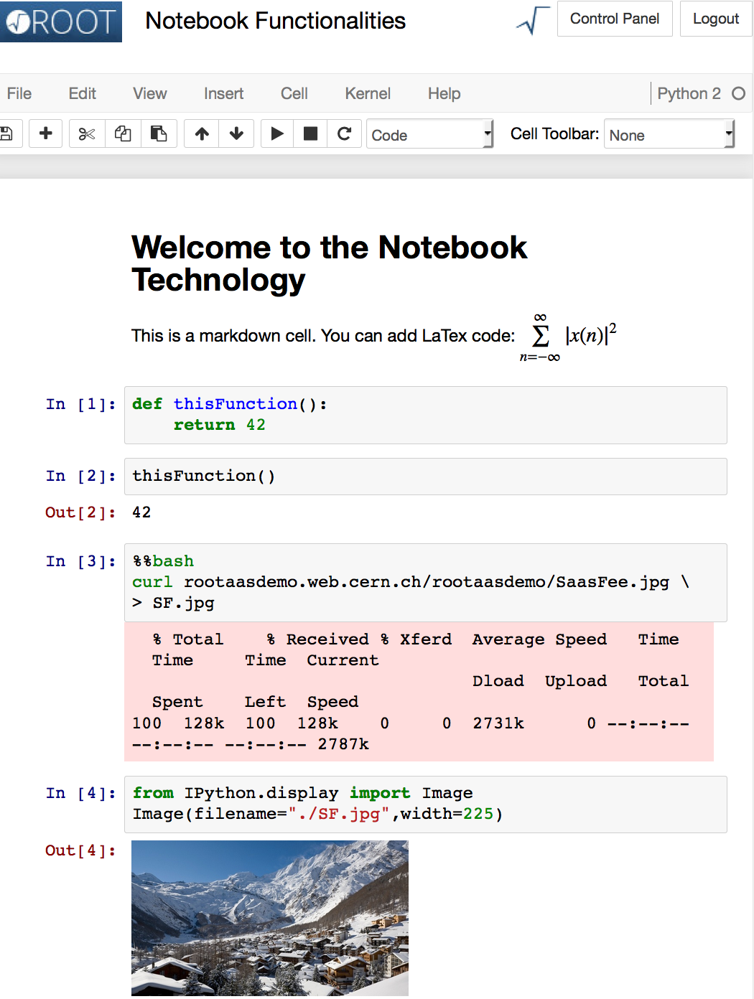 ROOT Notebook Functionalities Control Panel Logout
File Edit View Insert Cell Kernel Help Python 2
Code Cell Toolbar: None
Welcome to the Notebook
Technology
This is a markdown cell. You can add LaTex code: ∑_{n=−∞}^{∞} |x(n)|²
In [1]: def thisFunction():
    return 42
In [2]: thisFunction()
Out[2]: 42
In [3]: %%bash
curl rootaasdemo.web.cern.ch/rootaasdemo/SaasFee.jpg \
> SF.jpg
% Total % Received % Xferd Average Speed Time
Time Time Current
Dload Upload Total
Spent Left Speed
100 128k 100 128k 0 0 2731k 0 --:--:--
--:--:-- --:--:-- 2787k
In [4]: from IPython.display import Image
Image(filename="./SF.jpg",width=225)
Out[4]: